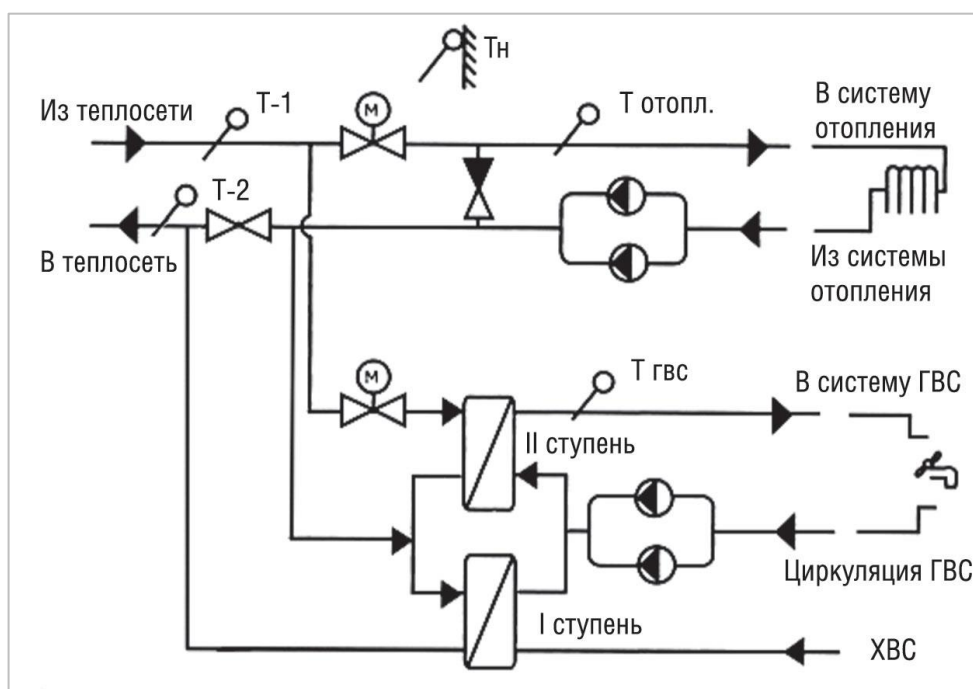 Тн
Из теплосети
Т-1
М
Т отопл.
В систему
отопления
Т-2
В теплосеть
Из системы
отопления
М
Т гвс
В систему ГВС
II ступень
Циркуляция ГВС
I ступень
ХВС